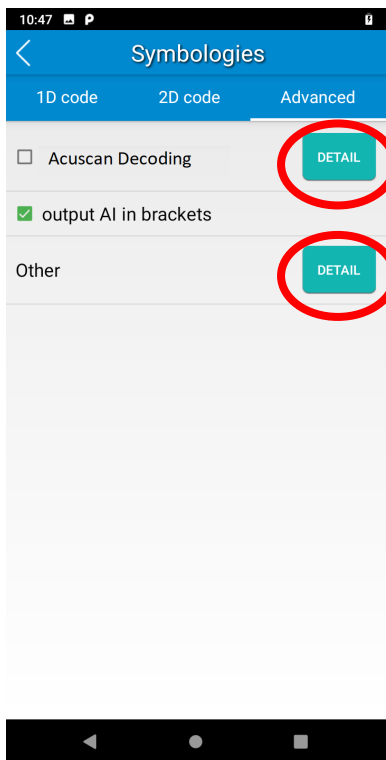 10:47
Symbologies
1D code 2D code Advanced
Acuscan Decoding DETAIL
output AI in brackets
Other DETAIL